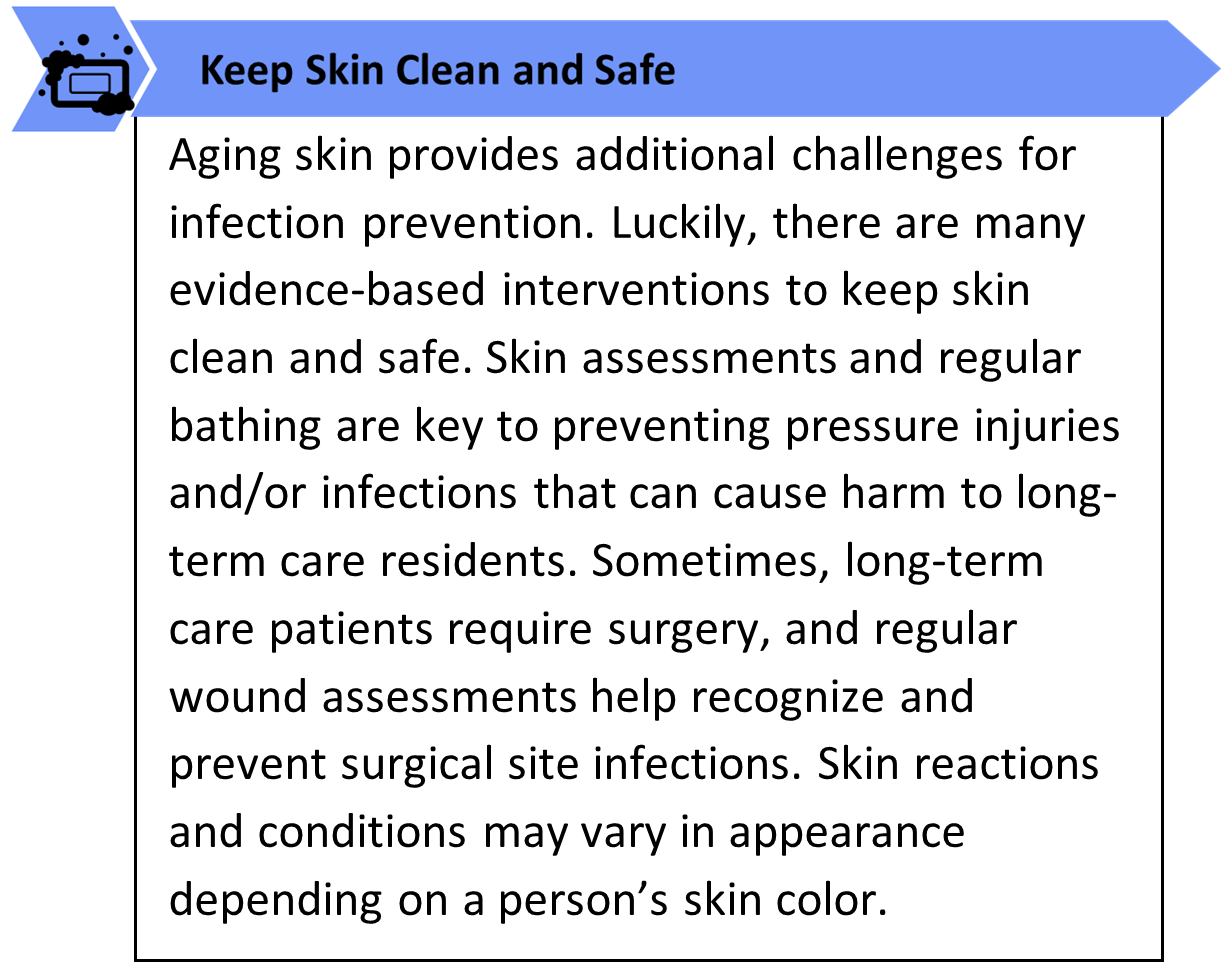 Keep Skin Clean and Safe
Aging skin provides additional challenges for
infection prevention. Luckily, there are many
evidence-based interventions to keep skin
clean and safe. Skin assessments and regular
bathing are key to preventing pressure injuries
and/or infections that can cause harm to long-
term care residents. Sometimes, long-term
care patients require surgery, and regular
wound assessments help recognize and
prevent surgical site infections. Skin reactions
and conditions may vary in appearance
depending on a person’s skin color.